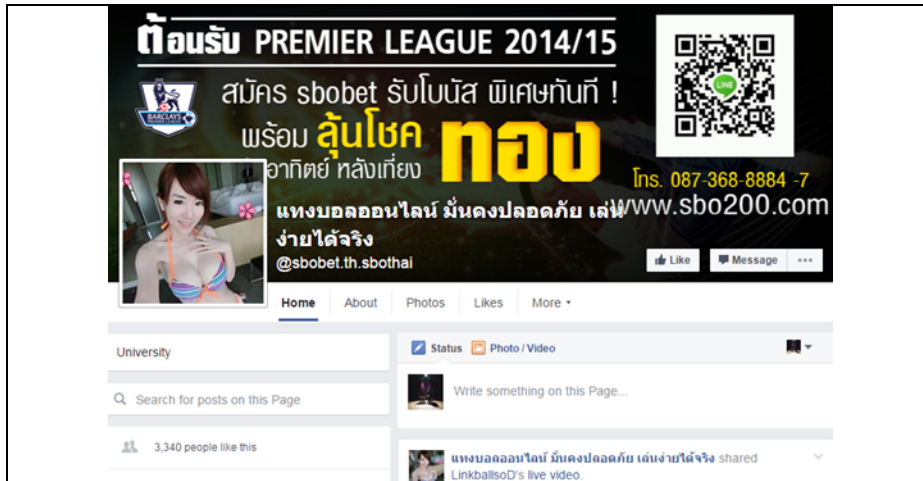 ต้อนรับ PREMIER LEAGUE 2014/15
สมัคร sbobet รับโบนัส พิเศษทันที !
พร้อม ลุ้นโชค ทอง
อาทิตย์ หลังเที่ยง
BARCLAYS
LINE
โทร. 087-368-8884 -7
www.sbo200.com
แทงบอลออนไลน์ มั่นคงปลอดภัย เล่น
ง่ายได้จริง
@sbobet.th.sbothai
Like
Message
Home About Photos Likes More
University
Search for posts on this Page
3,340 people like this
Status Photo / Video
Write something on this Page...
แทงบอลออนไลน์ มั่นคงปลอดภัย เล่นง่ายได้จริง shared
LinkballsoD's live video.